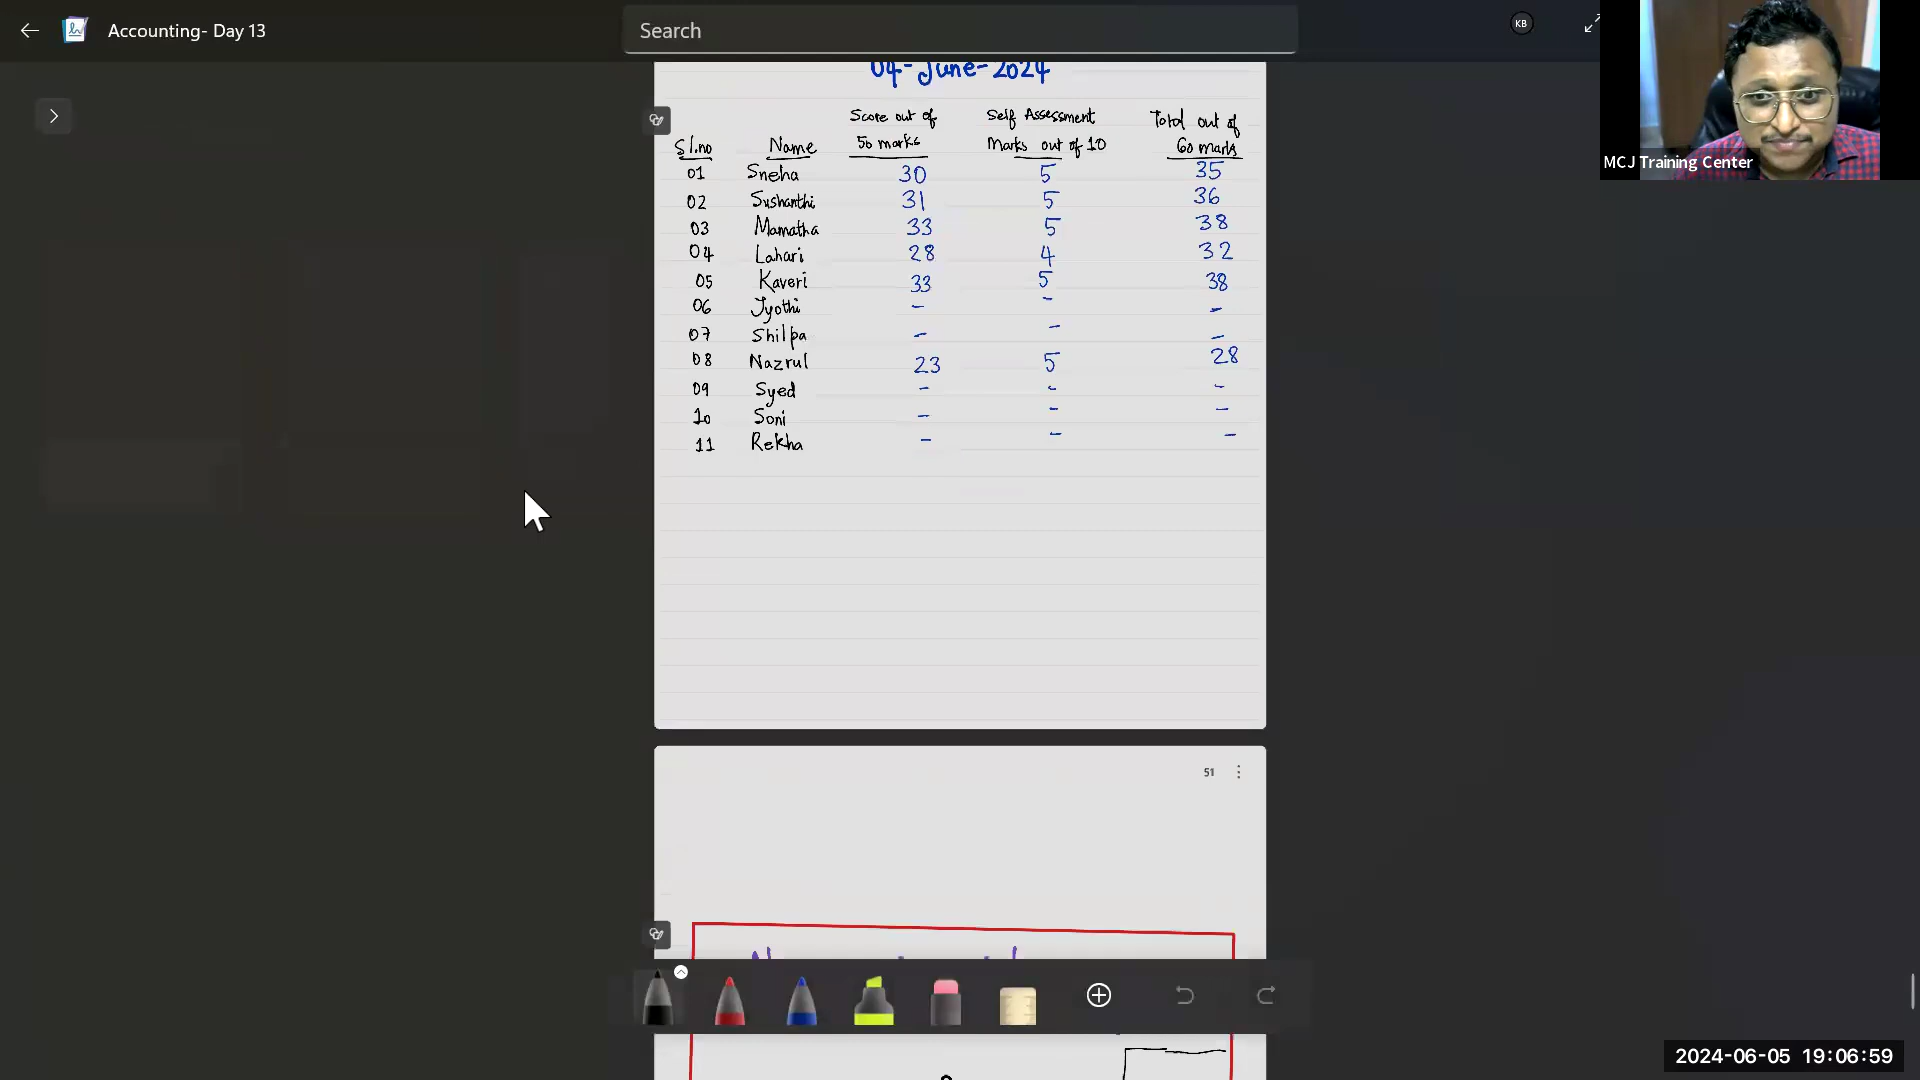 Accounting- Day 13
Search
KB
MCJ Training Center
04-June-2024
Sl.no Name Score out of 50 marks Self Assessment Marks out of 10 Total out of 60 marks
01 Sneha 30 5 35
02 Sushanthi 31 5 36
03 Mamatha 33 5 38
04 Lahari 28 4 32
05 Kaveri 33 5 38
06 Jyothi - - -
07 Shilpa - - -
08 Nazrul 23 5 28
09 Syed - - -
10 Soni - - -
11 Rekha - - -
51
2024-06-05 19:06:59